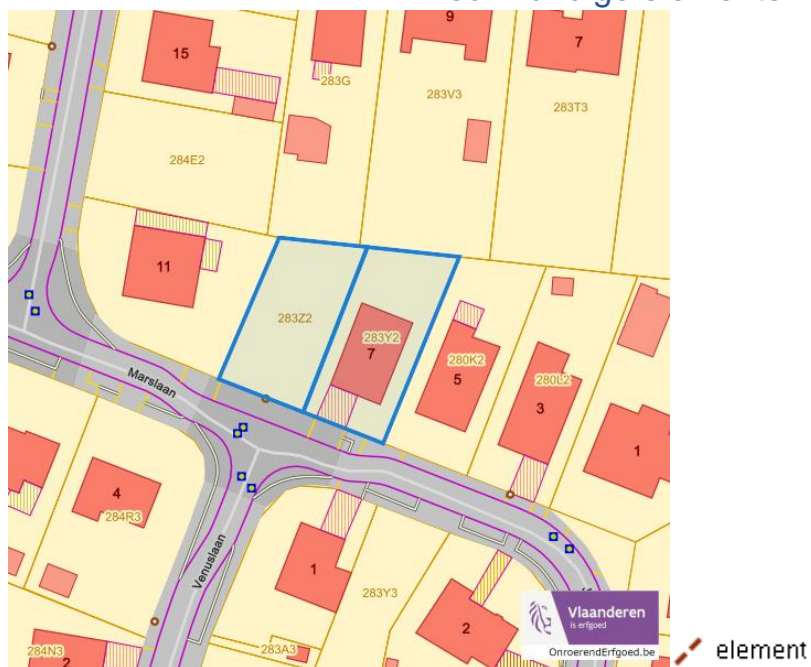 9
15
7
283G
283V3
283T3
284E2
11
283Z2
283Y2
7
280K2
5
280L2
3
1
Marslaan
4
284R3
Venuslaan
1
283Y3
2
Vlaanderen
is erfgoed
OnroerendErfgoed.be
element
283A3
284N3
2